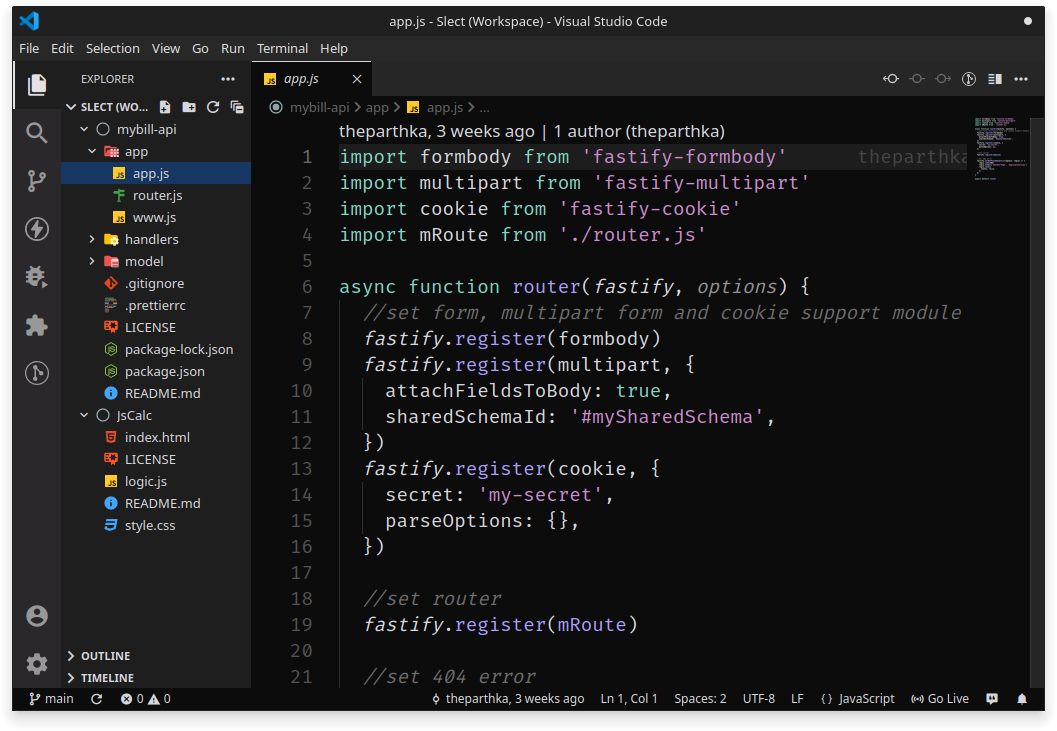 app.js - Slect (Workspace) - Visual Studio Code
File Edit Selection View Go Run Terminal Help
EXPLORER
app.js
SLECT (WO...
mybill-api
app
app.js
router.js
www.js
handlers
model
.gitignore
.prettierrc
LICENSE
package-lock.json
package.json
README.md
JsCalc
index.html
LICENSE
logic.js
README.md
style.css
OUTLINE
TIMELINE
mybill-api > app > app.js > ...
theparthka, 3 weeks ago | 1 author (theparthka)
1 import formbody from 'fastify-formbody' theparthka
2 import multipart from 'fastify-multipart'
3 import cookie from 'fastify-cookie'
4 import mRoute from './router.js'
5
6 async function router(fastify, options) {
7 //set form, multipart form and cookie support module
8 fastify.register(formbody)
9 fastify.register(multipart, {
10 attachFieldsToBody: true,
11 sharedSchemaId: '#mySharedSchema',
12 })
13 fastify.register(cookie, {
14 secret: 'my-secret',
15 parseOptions: {},
16 })
17
18 //set router
19 fastify.register(mRoute)
20
21 //set 404 error
main 0 0 theparthka, 3 weeks ago Ln 1, Col 1 Spaces: 2 UTF-8 LF {} JavaScript Go Live